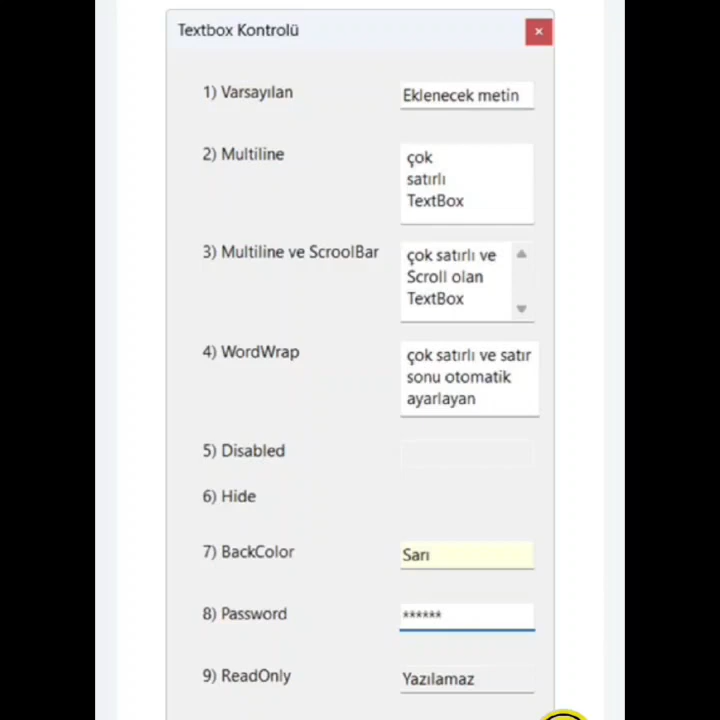 Textbox Kontrolü
1) Varsayılan
Eklenecek metin
2) Multiline
çok
satırlı
TextBox
3) Multiline ve ScroolBar
çok satırlı ve
Scroll olan
TextBox
4) WordWrap
çok satırlı ve satır
sonu otomatik
ayarlayan
5) Disabled
6) Hide
7) BackColor
Sarı
8) Password
******
9) ReadOnly
Yazılamaz